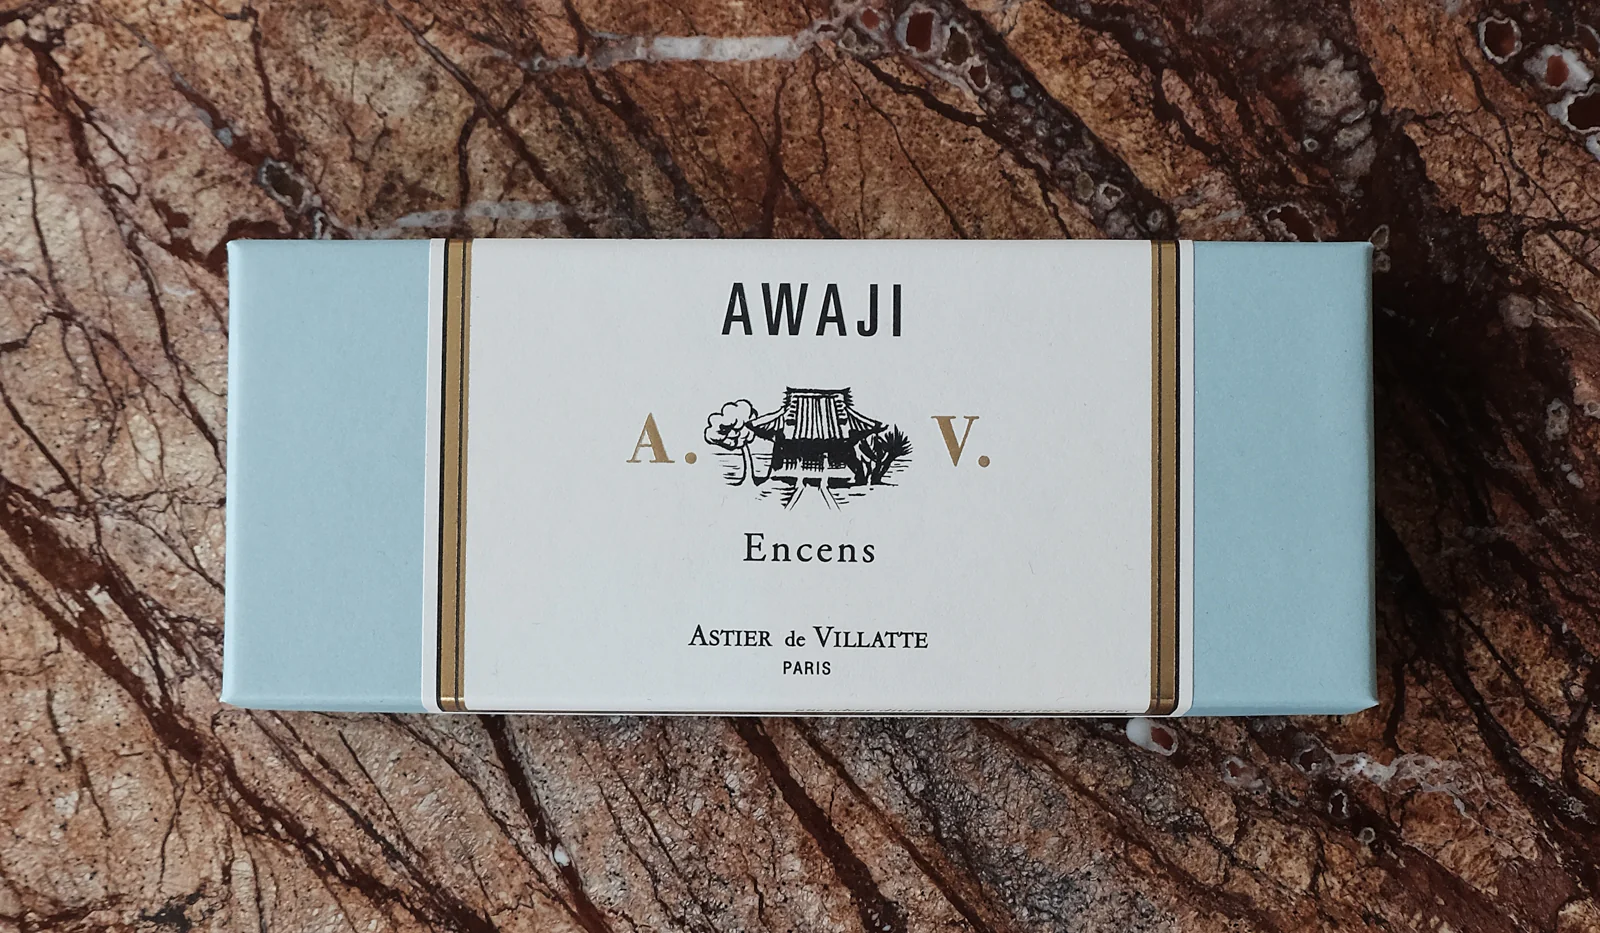 AWAJI
A. V.
Encens
ASTIER de VILLATTE
PARIS